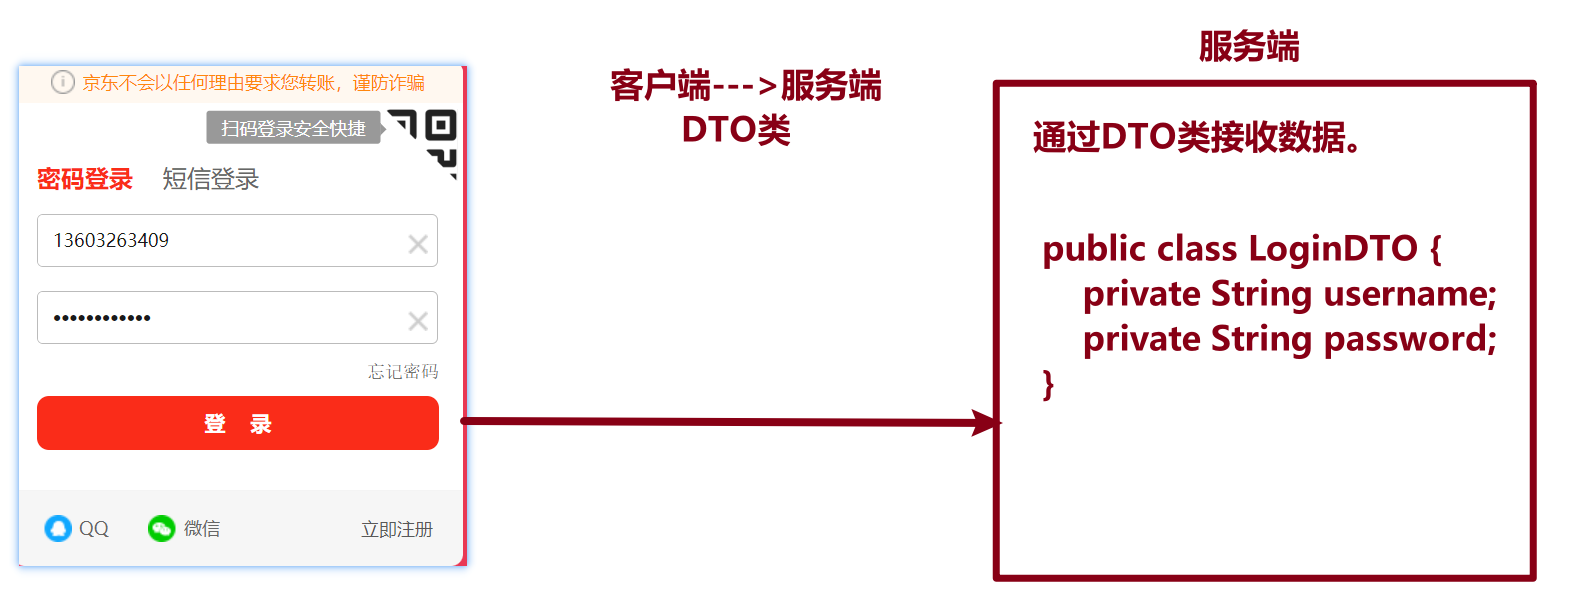 京东不会以任何理由要求您转账，谨防诈骗
扫码登录安全快捷
密码登录 短信登录
13603263409
••••••••••••
忘记密码
登 录
QQ 微信 立即注册
客户端--->服务端
DTO类
服务端
通过DTO类接收数据。
public class LoginDTO {
private String username;
private String password;
}